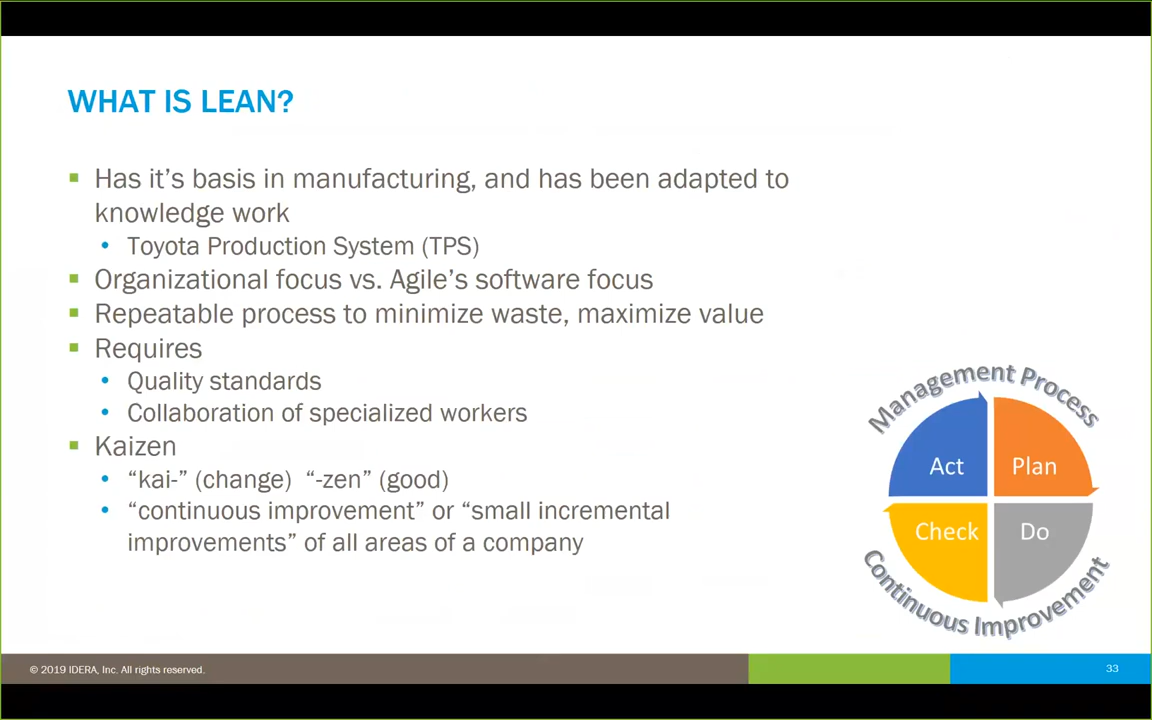 WHAT IS LEAN?
Has it’s basis in manufacturing, and has been adapted to
knowledge work
Toyota Production System (TPS)
Organizational focus vs. Agile’s software focus
Repeatable process to minimize waste, maximize value
Requires
Quality standards
Collaboration of specialized workers
Kaizen
“kai-” (change) “-zen” (good)
“continuous improvement” or “small incremental
improvements” of all areas of a company
Management Process
Act
Plan
Check
Do
Continuous Improvement
© 2019 IDERA, Inc. All rights reserved.
33